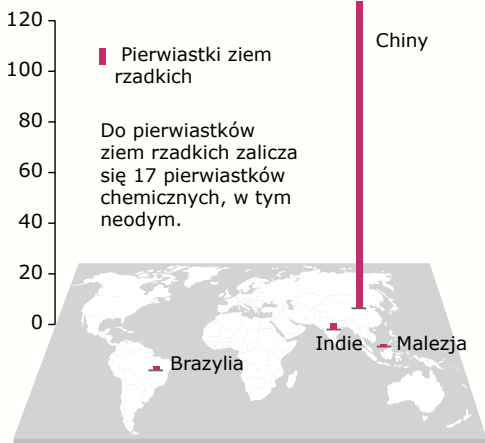 120
100
80
60
40
20
0
Pierwiastki ziem
rzadkich
Do pierwiastków
ziem rzadkich zalicza
się 17 pierwiastków
chemicznych, w tym
neodym.
Chiny
Indie
Malezja
Brazylia